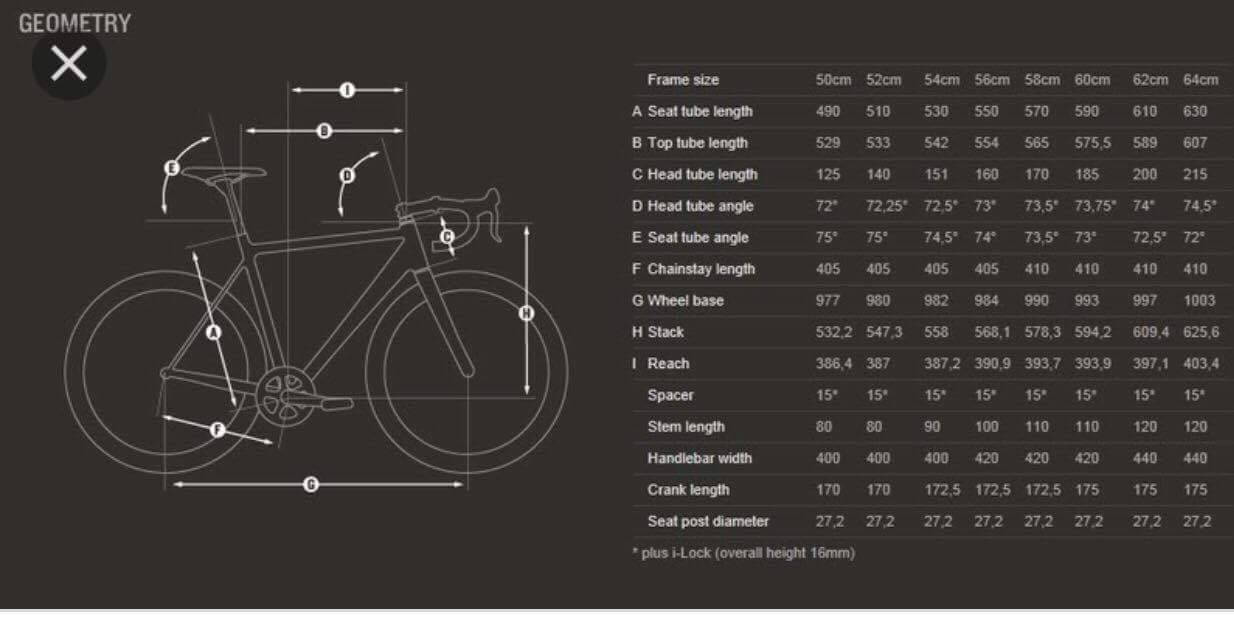 GEOMETRY
I
B
E
D
C
A
H
F
G
Frame size 50cm 52cm 54cm 56cm 58cm 60cm 62cm 64cm
A Seat tube length 490 510 530 550 570 590 610 630
B Top tube length 529 533 542 554 565 575,5 589 607
C Head tube length 125 140 151 160 170 185 200 215
D Head tube angle 72° 72,25° 72,5° 73° 73,5° 73,75° 74° 74,5°
E Seat tube angle 75° 75° 74,5° 74° 73,5° 73° 72,5° 72°
F Chainstay length 405 405 405 405 410 410 410 410
G Wheel base 977 980 982 984 990 993 997 1003
H Stack 532,2 547,3 558 568,1 578,3 594,2 609,4 625,6
I Reach 386,4 387 387,2 390,9 393,7 393,9 397,1 403,4
Spacer 15* 15* 15* 15* 15* 15* 15* 15*
Stem length 80 80 90 100 110 110 120 120
Handlebar width 400 400 400 420 420 420 440 440
Crank length 170 170 172,5 172,5 172,5 175 175 175
Seat post diameter 27,2 27,2 27,2 27,2 27,2 27,2 27,2 27,2
* plus i-Lock (overall height 16mm)